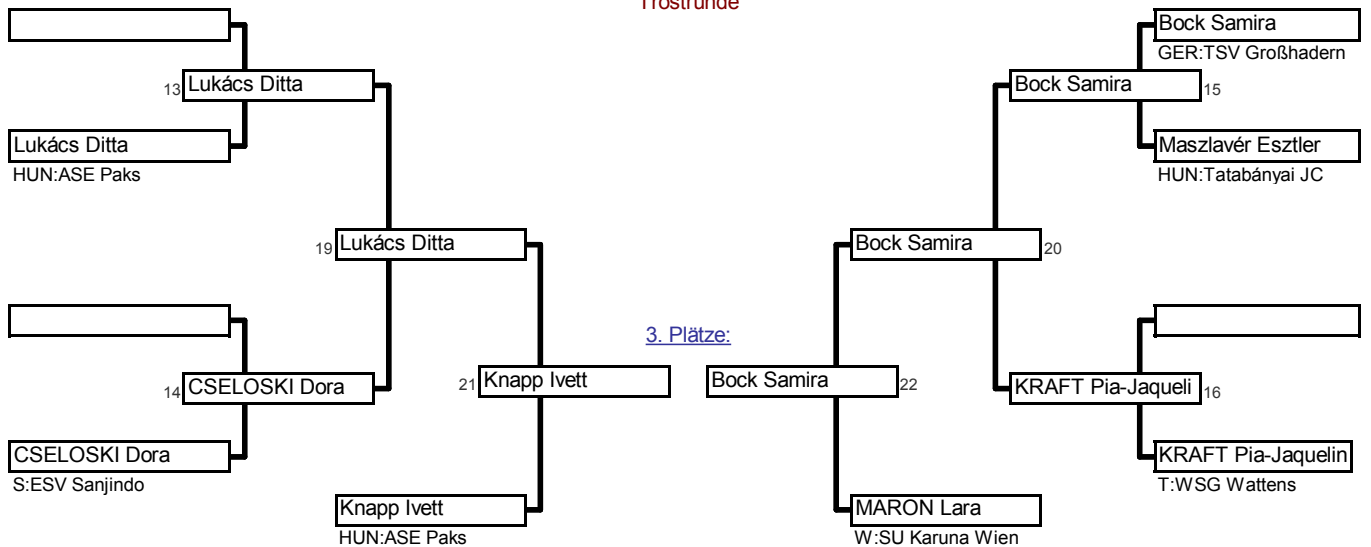 Trostrunde
Bock Samira
GER:TSV Großhadern
13 Lukács Ditta
Bock Samira 15
Lukács Ditta
HUN:ASE Paks
Maszlavér Esztler
HUN:Tatabányai JC
19 Lukács Ditta
Bock Samira 20
3. Plätze:
14 CSELOSKI Dora
21 Knapp Ivett
Bock Samira 22
KRAFT Pia-Jaqueli 16
CSELOSKI Dora
S:ESV Sanjindo
KRAFT Pia-Jaquelin
T:WSG Wattens
Knapp Ivett
HUN:ASE Paks
MARON Lara
W:SU Karuna Wien